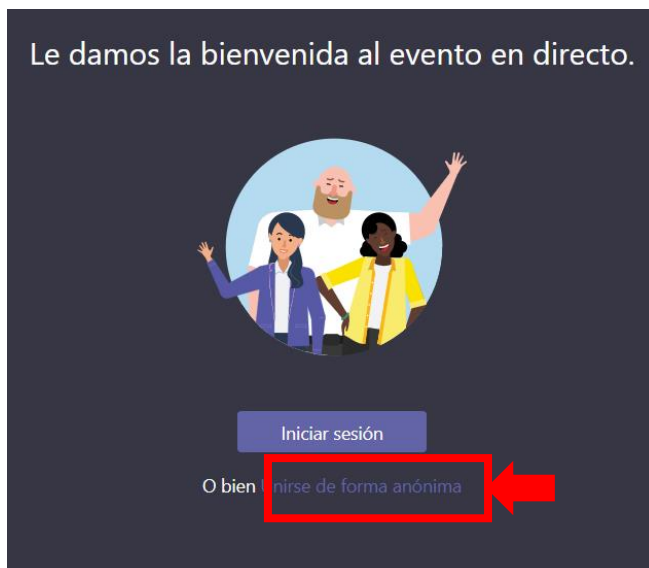 Le damos la bienvenida al evento en directo.
Iniciar sesión
O bien Unirse de forma anónima